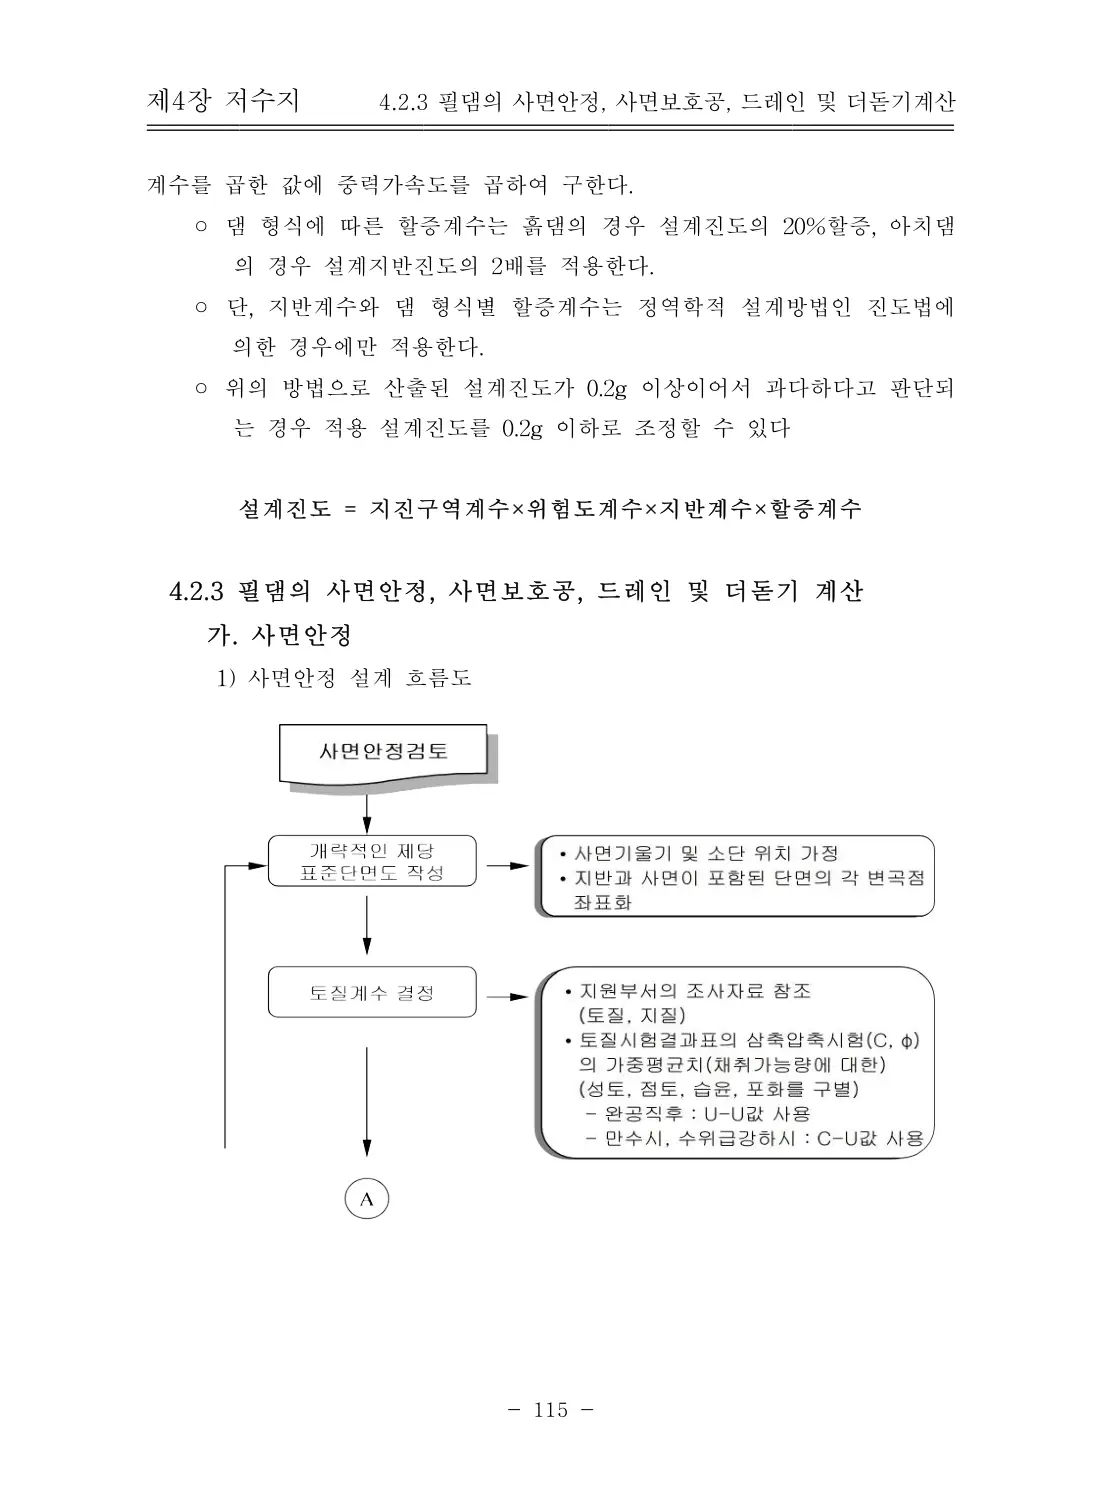 제4장 저수지 4.2.3 필댐의 사면안정, 사면보호공, 드레인 및 더돋기계산
계수를 곱한 값에 중력가속도를 곱하여 구한다.
○ 댐 형식에 따른 할증계수는 흙댐의 경우 설계진도의 20%할증, 아치댐
의 경우 설계지반진도의 2배를 적용한다.
○ 단, 지반계수와 댐 형식별 할증계수는 정역학적 설계방법인 진도법에
의한 경우에만 적용한다.
○ 위의 방법으로 산출된 설계진도가 0.2g 이상이어서 과다하다고 판단되
는 경우 적용 설계진도를 0.2g 이하로 조정할 수 있다
설계진도 = 지진구역계수×위험도계수×지반계수×할증계수
4.2.3 필댐의 사면안정, 사면보호공, 드레인 및 더돋기 계산
가. 사면안정
1) 사면안정 설계 흐름도
사면안정검토
개략적인 제당
표준단면도 작성
• 사면기울기 및 소단 위치 가정
• 지반과 사면이 포함된 단면의 각 변곡점
좌표화
토질계수 결정
• 지원부서의 조사자료 참조
(토질, 지질)
• 토질시험결과표의 삼축압축시험(C, φ)
의 가중평균치(채취가능량에 대한)
(성토, 점토, 습윤, 포화를 구별)
- 완공직후 : U-U값 사용
- 만수시, 수위급강하시 : C-U값 사용
A
- 115 -